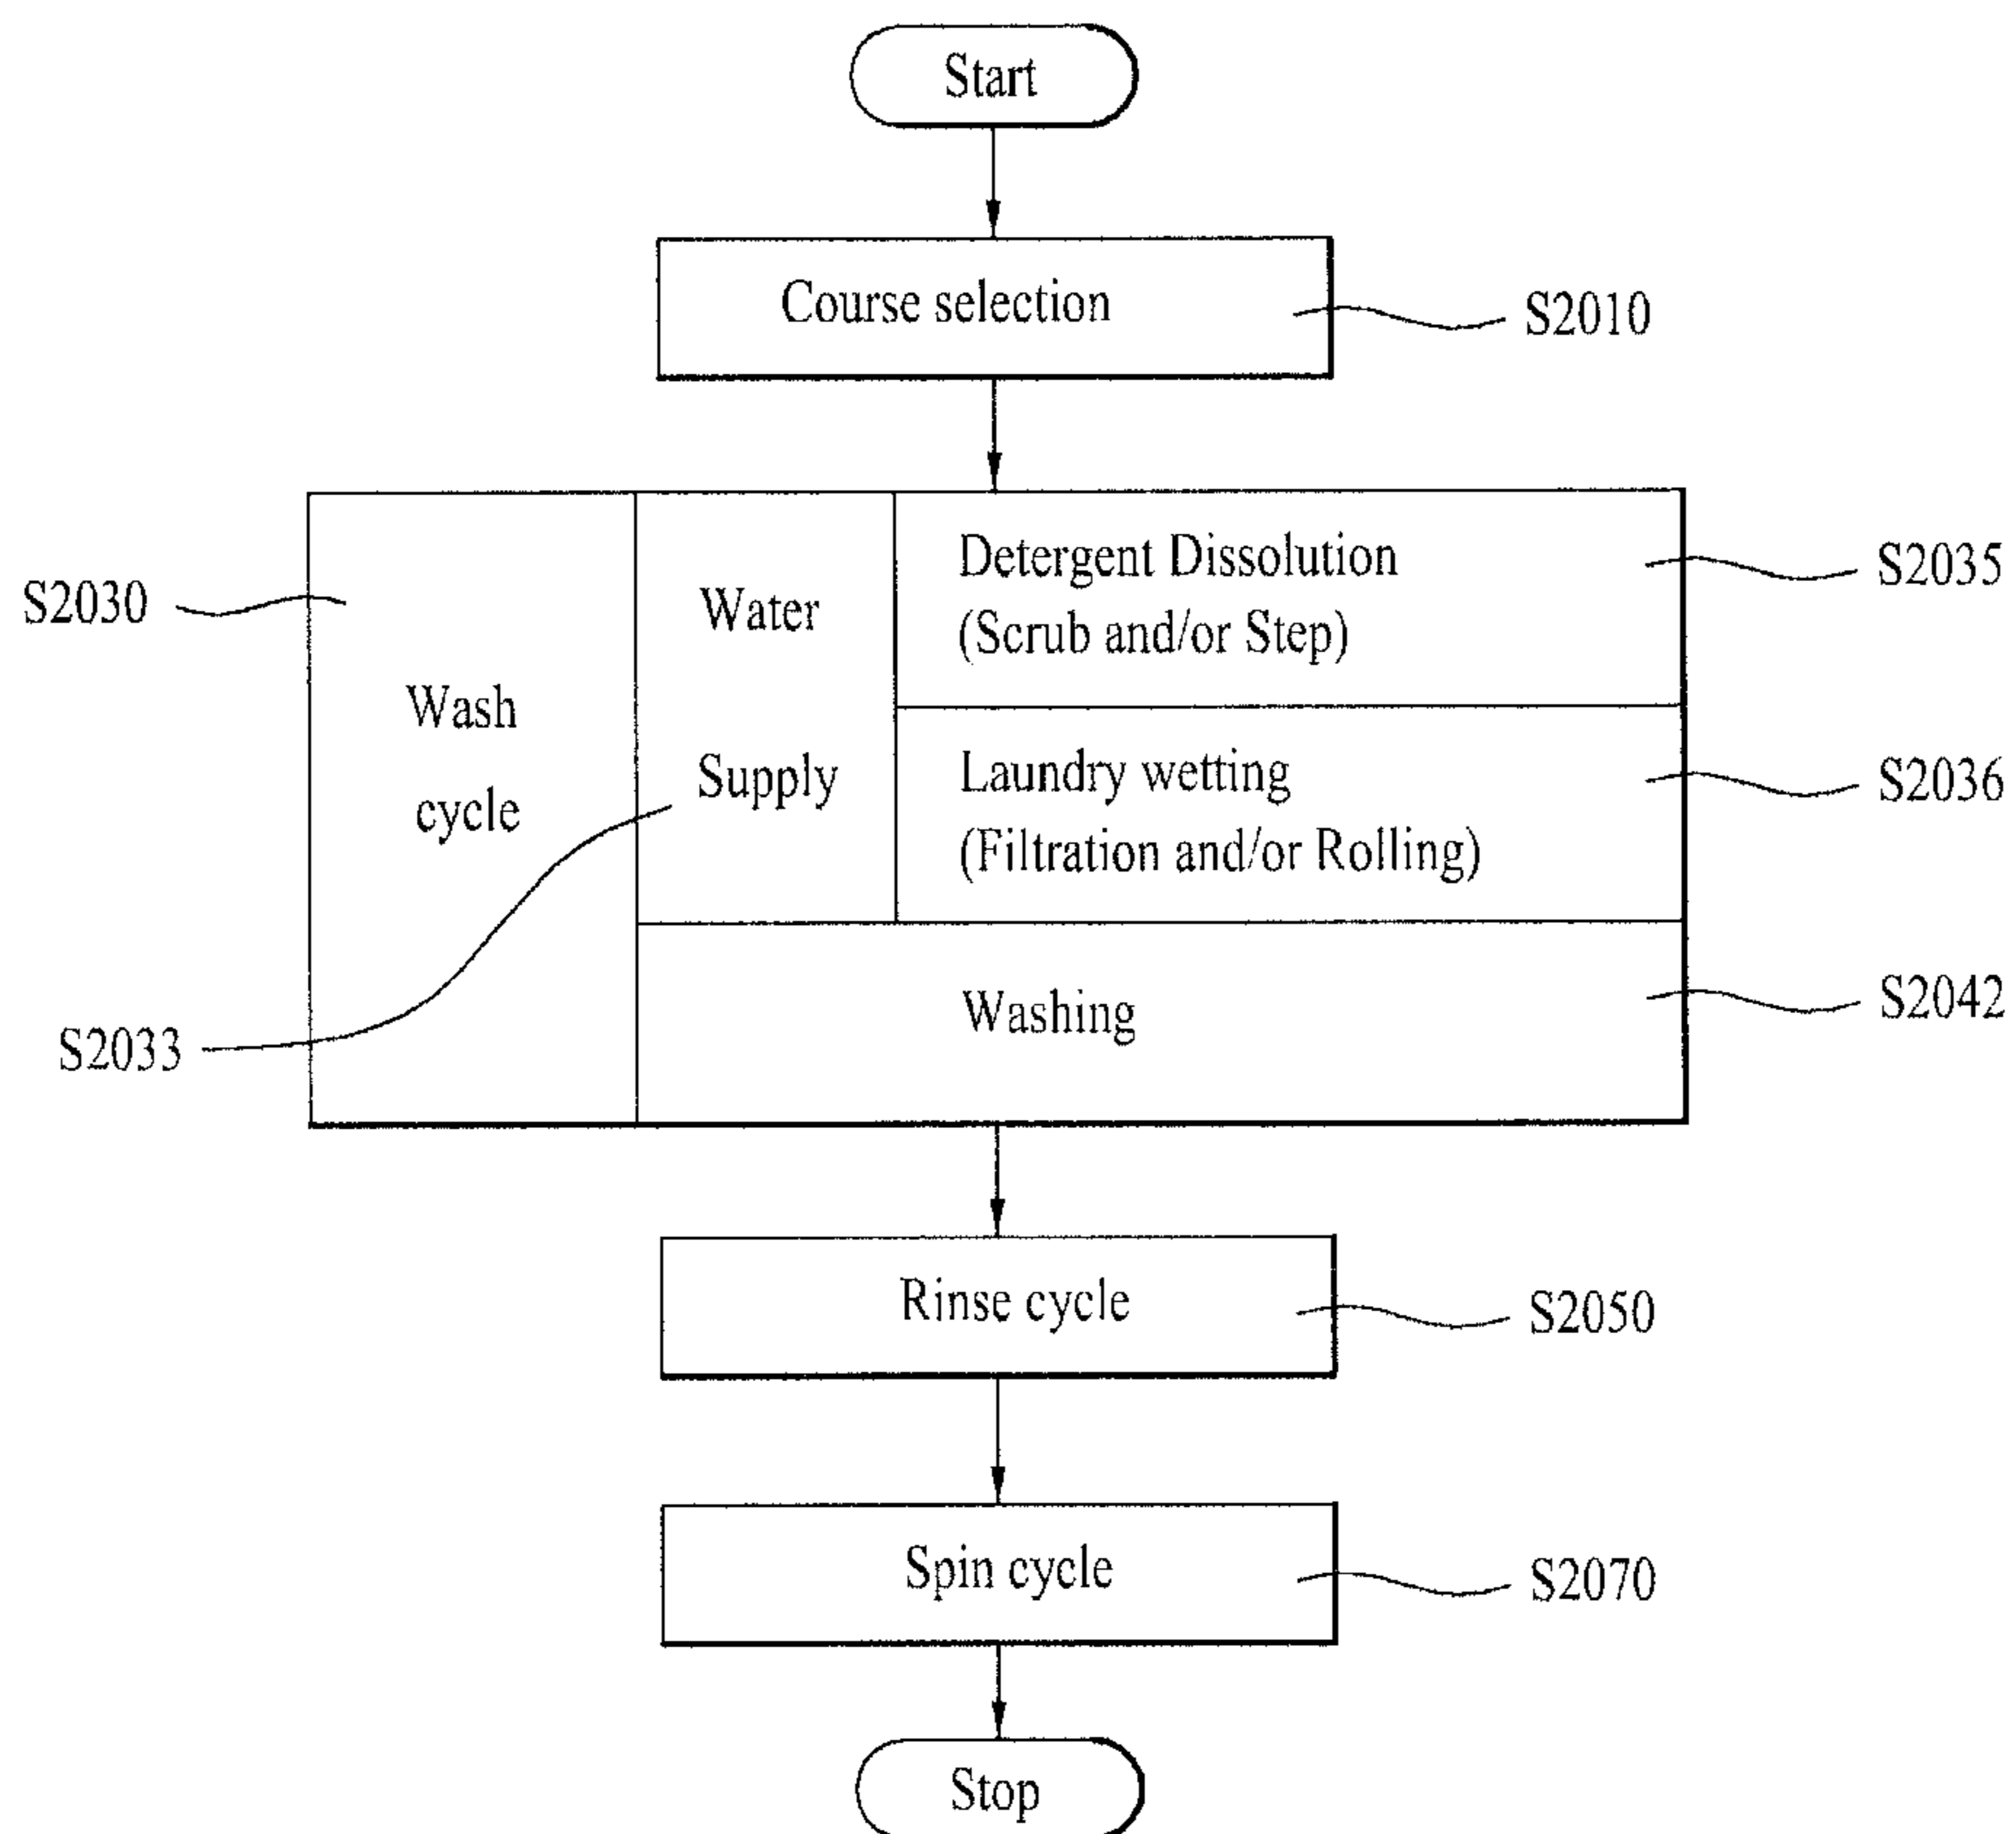 Start
Course selection
S2010
Detergent Dissolution
(Scrub and/or Step)
S2035
S2030
Water
Supply
Wash
cycle
Laundry wetting
(Filtration and/or Rolling)
S2036
S2033
Washing
S2042
Rinse cycle
S2050
Spin cycle
S2070
Stop